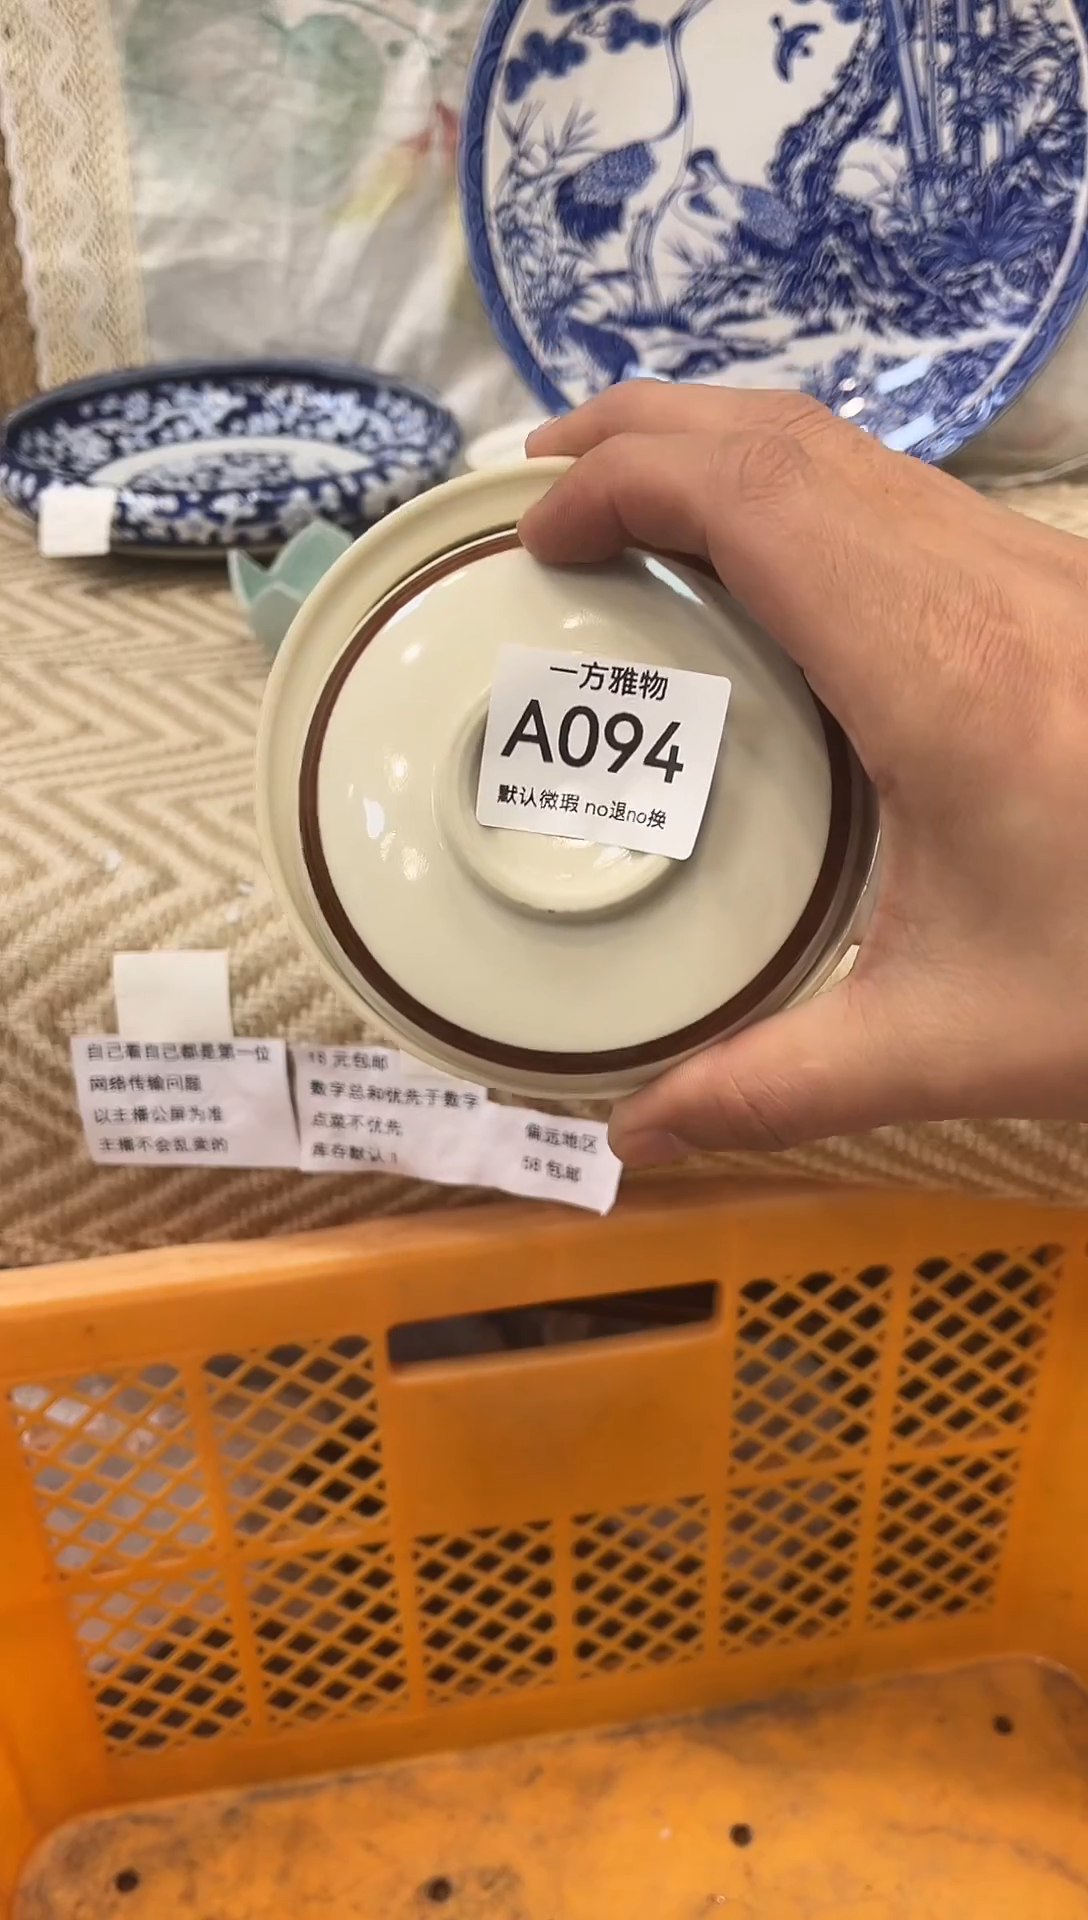 一方雅物
A094
默认微瑕 no退no换
自己看自己都是第一位
网络传输问题
以主播公屏为准
主播不会乱卖的
18 元包邮
数字总和优先于数字
点菜不优先
库存默认 1
偏远地区
58 包邮